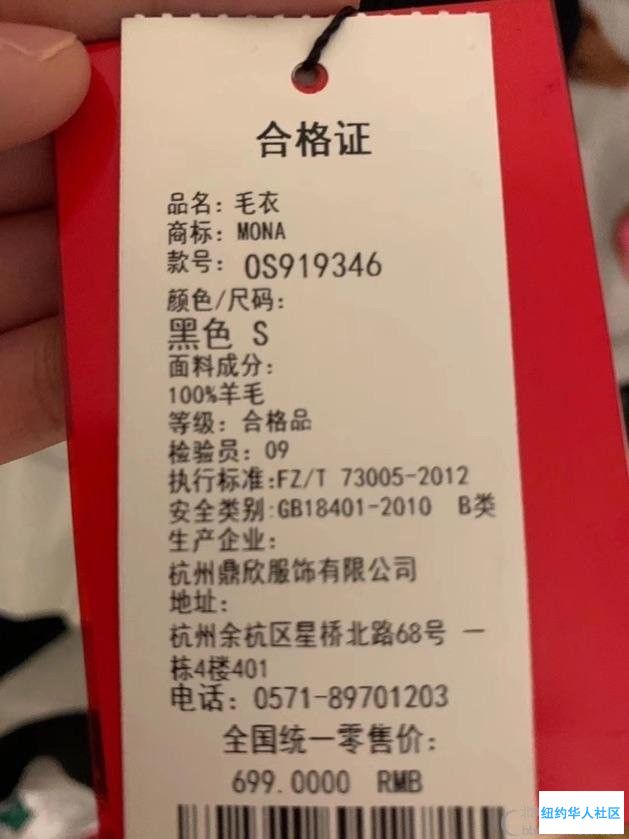 合格证
品名：毛衣
商标：MONA
款号：OS919346
颜色/尺码：
黑色 S
面料成分：
100%羊毛
等级：合格品
检验员：09
执行标准:FZ/T 73005-2012
安全类别:GB18401-2010 B类
生产企业：
杭州鼎欣服饰有限公司
地址：
杭州余杭区星桥北路68号 一
栋4楼401
电话：0571-89701203
全国统一零售价：
699.0000 RMB
纽约华人社区